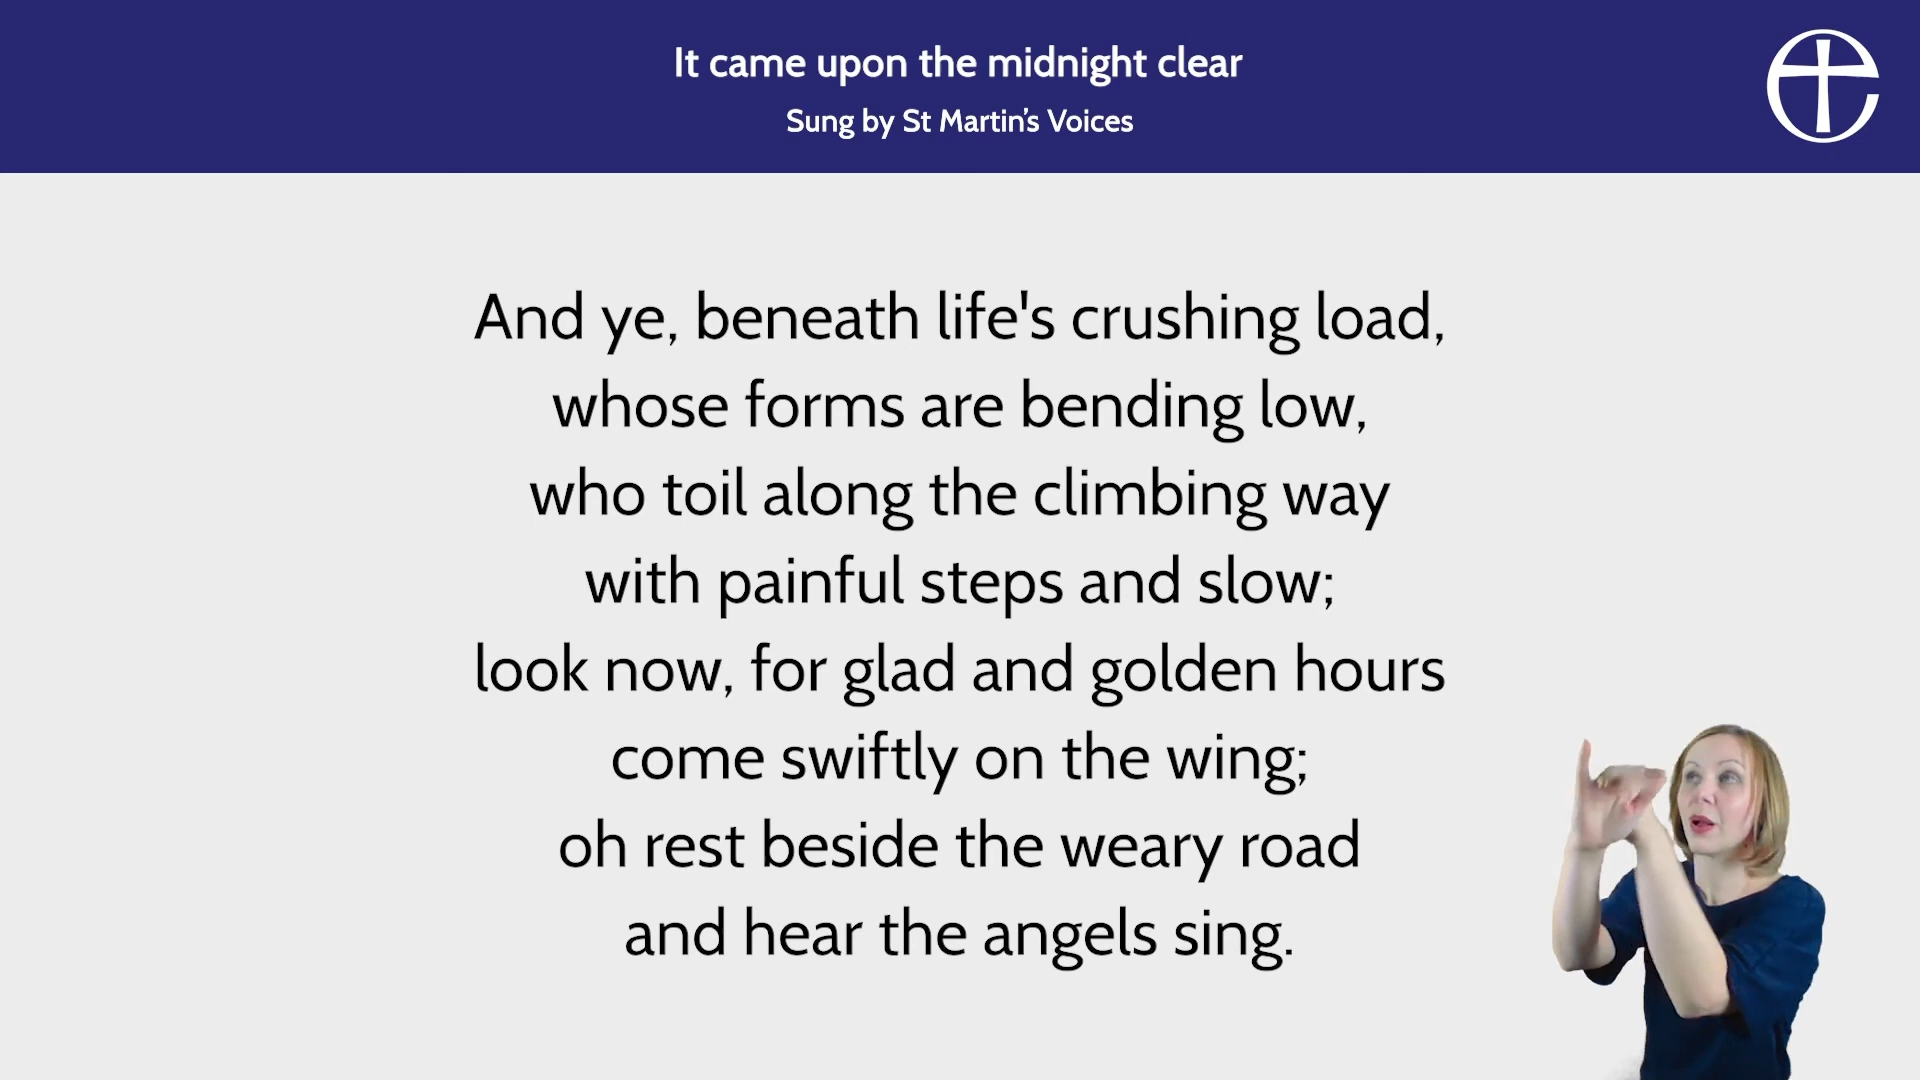 It came upon the midnight clear
Sung by St Martin's Voices
And ye, beneath life's crushing load,
whose forms are bending low,
who toil along the climbing way
with painful steps and slow;
look now, for glad and golden hours
come swiftly on the wing;
oh rest beside the weary road
and hear the angels sing.